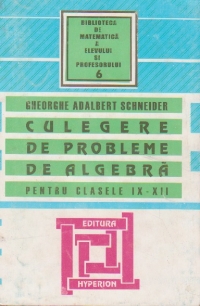 BIBLIOTECA
DE
MATEMATICĂ
A
ELEVULUI
ȘI
PROFESORULUI
6
GHEORGHE ADALBERT SCHNEIDER
CULEGERE
DE PROBLEME
DE ALGEBRĂ
PENTRU CLASELE IX-XII
EDITURA
HYPERION